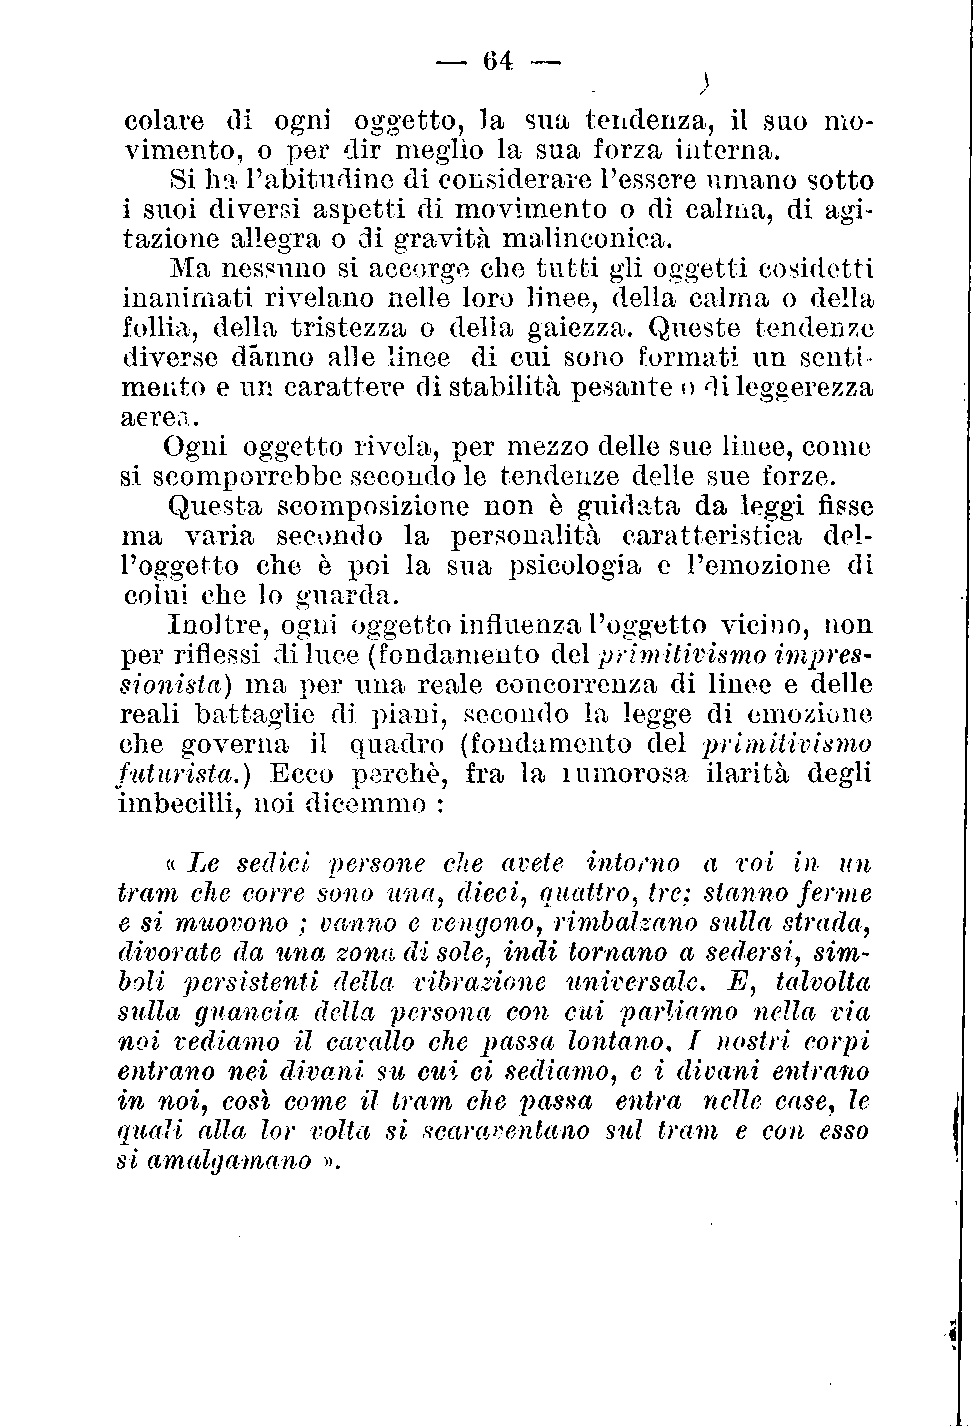 — 64 —
colare di ogni oggetto, la sua tendenza, il suo mo-
vimento, o per dir meglio la sua forza interna.
Si ha l'abitudine di considerare l'essere umano sotto
i suoi diversi aspetti di movimento o di calma, di agi-
tazione allegra o di gravità malinconica.
Ma nessuno si accorge che tutti gli oggetti cosidetti
inanimati rivelano nelle loro linee, della calma o della
follia, della tristezza o della gaiezza. Queste tendenze
diverse dànno alle linee di cui sono formati un senti-
mento e un carattere di stabilità pesante o di leggerezza
aerea.
Ogni oggetto rivela, per mezzo delle sue linee, come
si scomporrebbe secondo le tendenze delle sue forze.
Questa scomposizione non è guidata da leggi fisse
ma varia secondo la personalità caratteristica del-
l'oggetto che è poi la sua psicologia e l'emozione di
colui che lo guarda.
Inoltre, ogni oggetto influenza l'oggetto vicino, non
per riflessi di luce (fondamento del primitivismo impres-
sionista) ma per una reale concorrenza di linee e delle
reali battaglie di piani, secondo la legge di emozione
che governa il quadro (fondamento del primitivismo
futurista.) Ecco perchè, fra la rumorosa ilarità degli
imbecilli, noi dicemmo :
« Le sedici persone che avete intorno a voi in un
tram che corre sono una, dieci, quattro, tre; stanno ferme
e si muovono ; vanno e vengono, rimbalzano sulla strada,
divorate da una zona di sole, indi tornano a sedersi, sim-
boli persistenti della vibrazione universale. E, talvolta
sulla guancia della persona con cui parliamo nella via
noi vediamo il cavallo che passa lontano. I nostri corpi
entrano nei divani su cui ci sediamo, e i divani entrano
in noi, così come il tram che passa entra nelle case, le
quali alla lor volta si scaraventano sul tram e con esso
si amalgamano ».